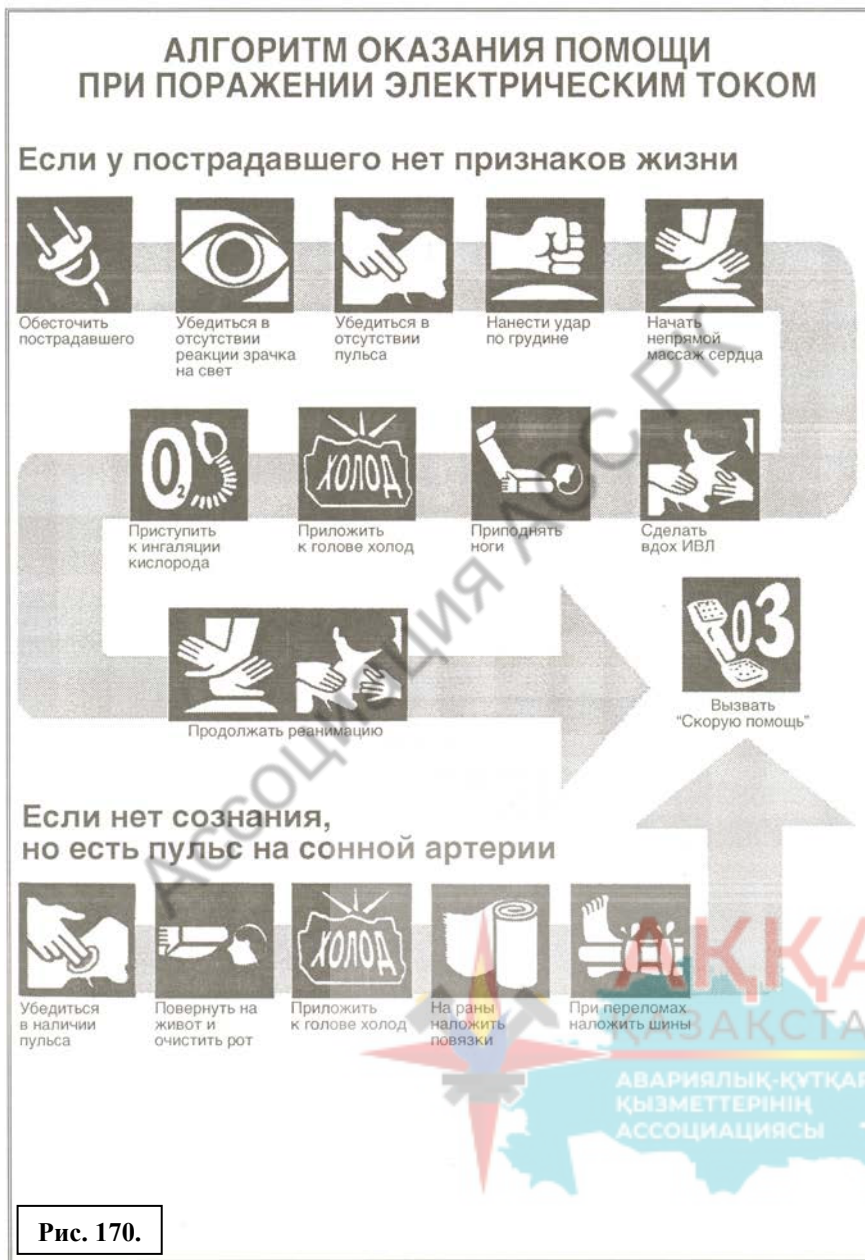 АЛГОРИТМ ОКАЗАНИЯ ПОМОЩИ
ПРИ ПОРАЖЕНИИ ЭЛЕКТРИЧЕСКИМ ТОКОМ
Если у пострадавшего нет признаков жизни
Обесточить
пострадавшего
Убедиться в
отсутствии
реакции зрачка
на свет
Убедиться в
отсутствии
пульса
Нанести удар
по грудине
Начать
непрямой
массаж сердца
O2
Приступить
к ингаляции
кислорода
ХОЛОД
Приложить
к голове холод
Приподнять
ноги
Сделать
вдох ИВЛ
Продолжать реанимацию
03
Вызвать
"Скорую помощь"
Если нет сознания,
но есть пульс на сонной артерии
Убедиться
в наличии
пульса
Повернуть на
живот и
очистить рот
ХОЛОД
Приложить
к голове холод
На раны
наложить
повязки
При переломах
наложить шины
Ассоциация АСС РК
АҚҚА
ҚАЗАҚСТА
АВАРИЯЛЫҚ-ҚҰТҚАР
ҚЫЗМЕТТЕРІНІҢ
АССОЦИАЦИЯСЫ
Рис. 170.